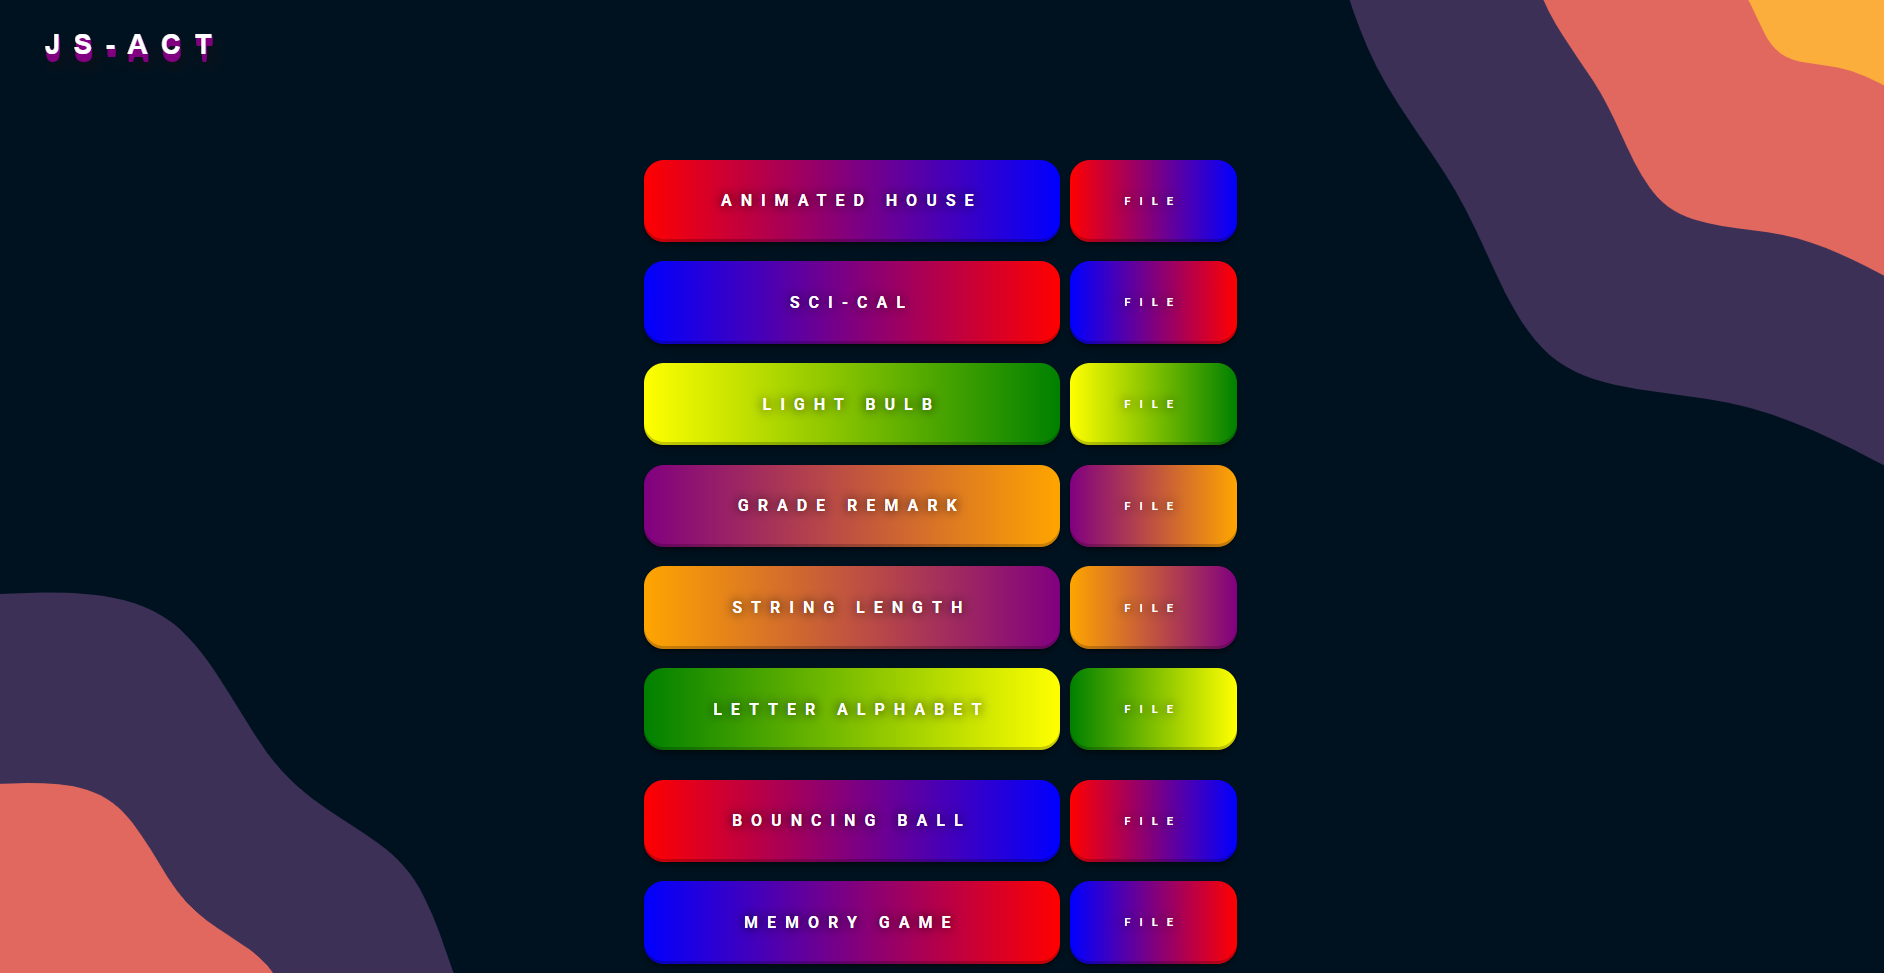 JS-ACT
ANIMATED HOUSE FILE
SCI-CAL FILE
LIGHT BULB FILE
GRADE REMARK FILE
STRING LENGTH FILE
LETTER ALPHABET FILE
BOUNCING BALL FILE
MEMORY GAME FILE